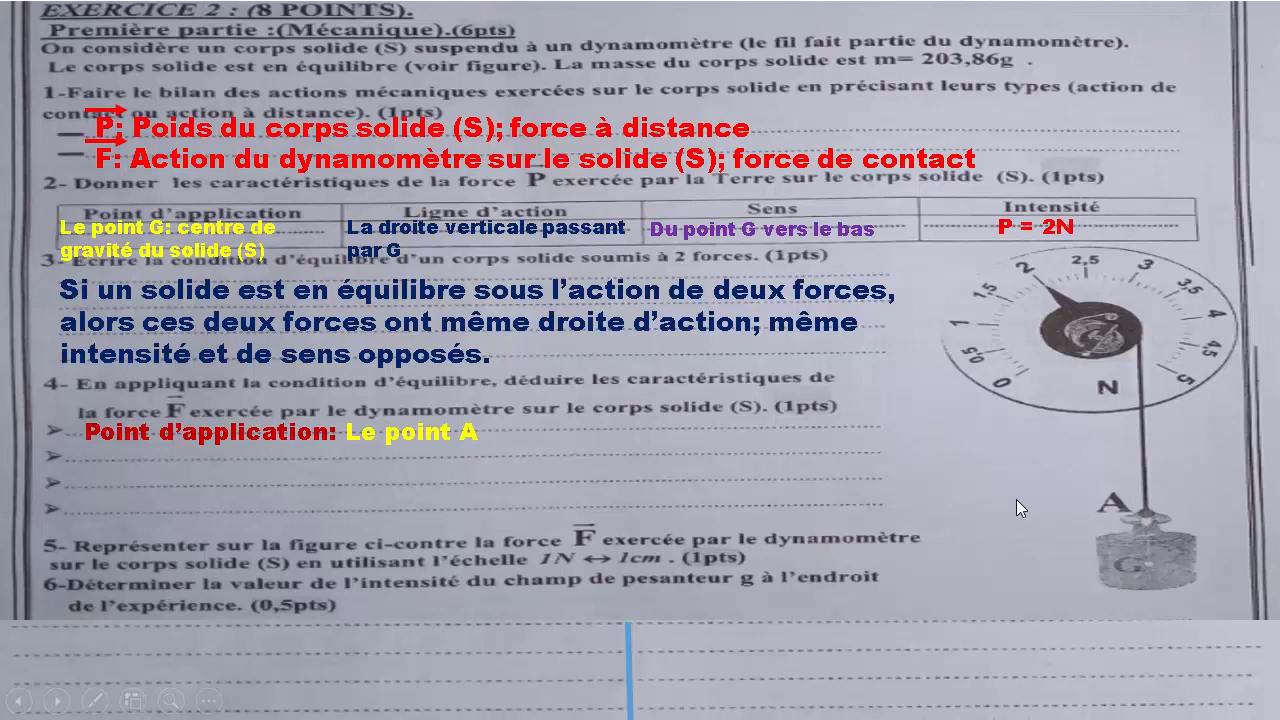 EXERCICE 2 : (8 POINTS).
Première partie :(Mécanique).(6pts)
On considère un corps solide (S) suspendu à un dynamomètre (le fil fait partie du dynamomètre).
Le corps solide est en équilibre (voir figure). La masse du corps solide est m= 203,86g .
1-Faire le bilan des actions mécaniques exercées sur le corps solide en précisant leurs types (action de
contact ou action à distance). (1pts)
P: Poids du corps solide (S); force à distance
F: Action du dynamomètre sur le solide (S); force de contact
2- Donner les caractéristiques de la force P exercée par la Terre sur le corps solide (S). (1pts)
Point d'application Ligne d'action Sens Intensité
Le point G: centre de La droite verticale passant Du point G vers le bas P = 2N
gravité du solide (S) par G
3- Ecrire la condition d'équilibre d'un corps solide soumis à 2 forces. (1pts)
Si un solide est en équilibre sous l'action de deux forces,
alors ces deux forces ont même droite d'action; même
intensité et de sens opposés.
0 0,5 1 1,5 2 2,5 3 3,5 4 4,5 5
N
4- En appliquant la condition d'équilibre, déduire les caractéristiques de
la force F exercée par le dynamomètre sur le corps solide (S). (1pts)
Point d'application: Le point A
A
G
5- Représenter sur la figure ci-contre la force F exercée par le dynamomètre
sur le corps solide (S) en utilisant l'échelle 1N ↔ 1cm . (1pts)
6-Déterminer la valeur de l'intensité du champ de pesanteur g à l'endroit
de l'expérience. (0,5pts)